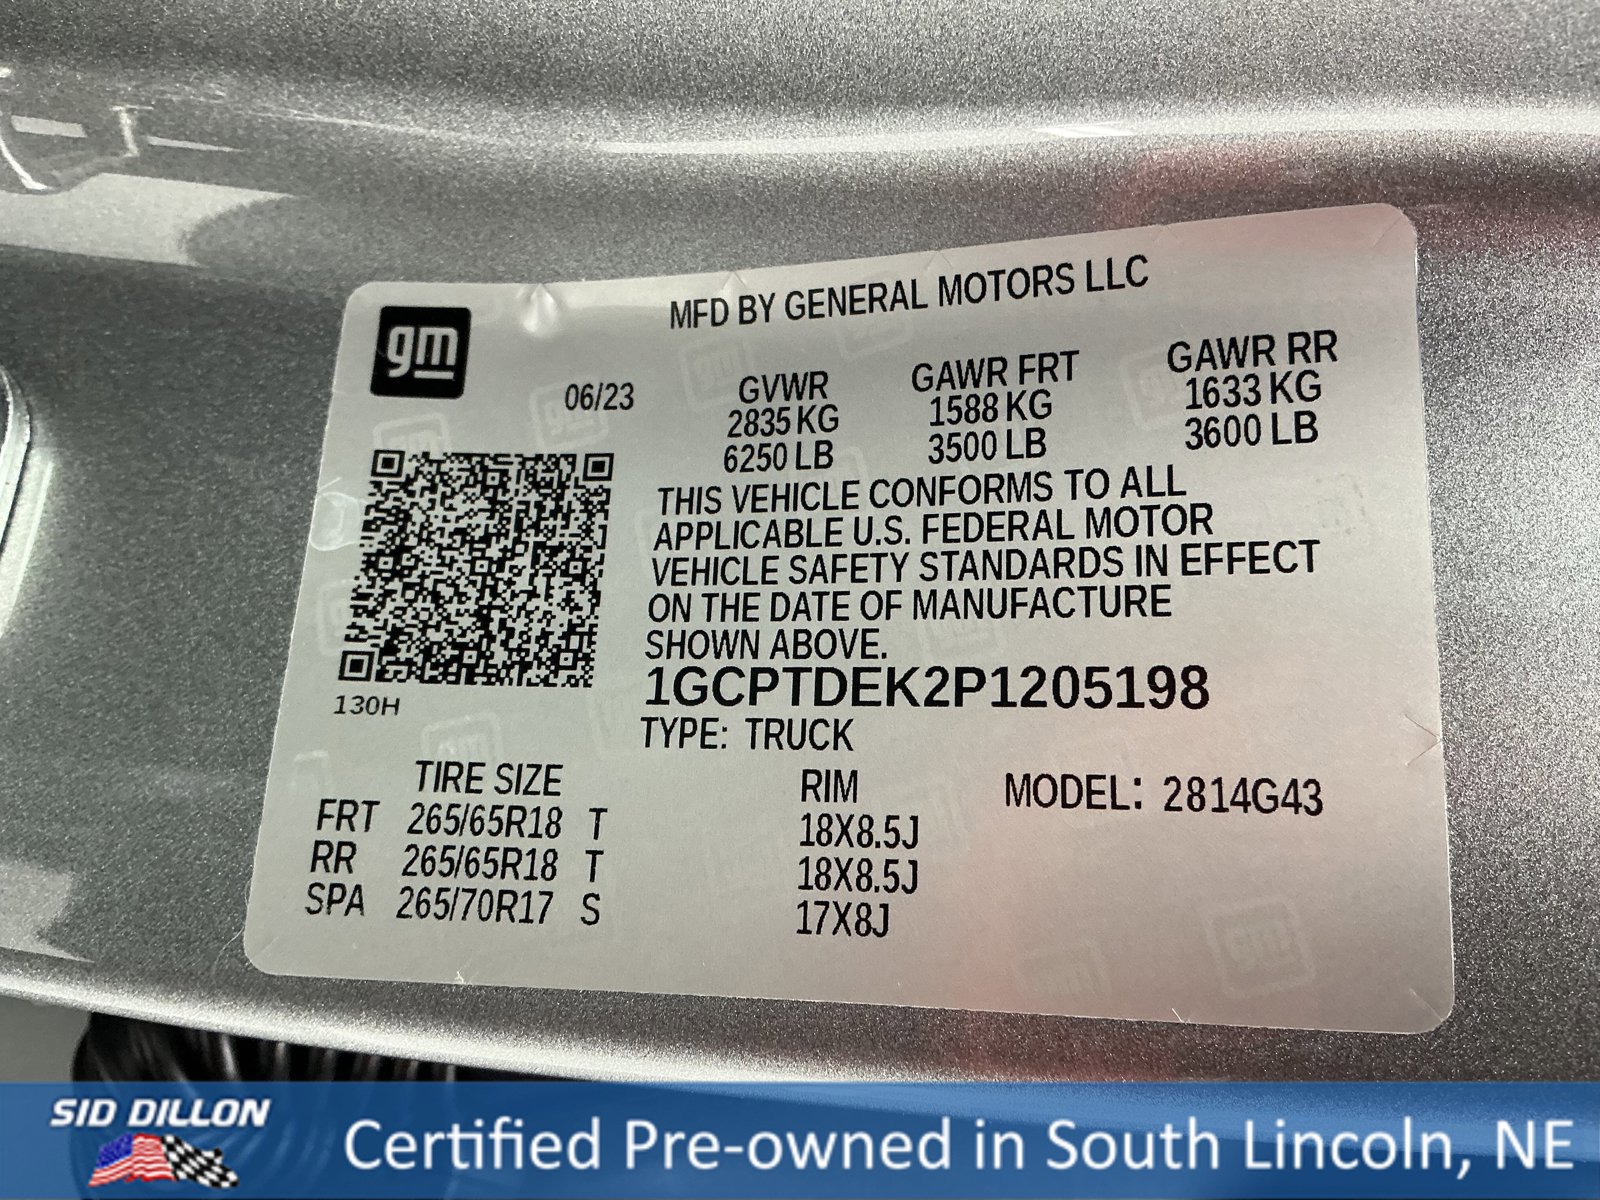 MFD BY GENERAL MOTORS LLC
gm
06/23
GVWR GAWR FRT GAWR RR
2835 KG 1588 KG 1633 KG
6250 LB 3500 LB 3600 LB
THIS VEHICLE CONFORMS TO ALL
APPLICABLE U.S. FEDERAL MOTOR
VEHICLE SAFETY STANDARDS IN EFFECT
ON THE DATE OF MANUFACTURE
SHOWN ABOVE.
1GCPTDEK2P1205198
130H
TYPE: TRUCK
TIRE SIZE RIM MODEL: 2814G43
FRT 265/65R18 T 18X8.5J
RR 265/65R18 T 18X8.5J
SPA 265/70R17 S 17X8J
SID DILLON
Certified Pre-owned in South Lincoln, NE